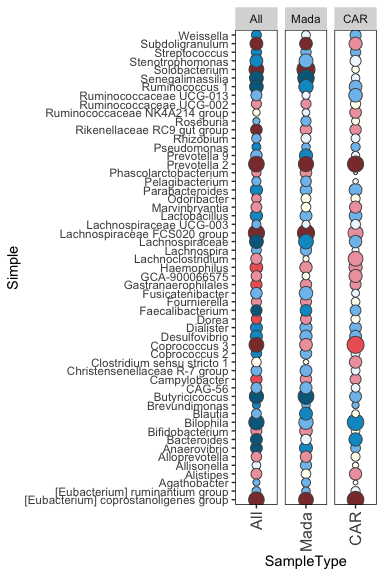 All Mada CAR
Weissella
Subdoligranulum
Streptococcus
Stenotrophomonas
Solobacterium
Senegalimassilia
Ruminococcus 1
Ruminococcaceae UCG-013
Ruminococcaceae UCG-002
Ruminococcaceae NK4A214 group
Roseburia
Rikenellaceae RC9 gut group
Rhizobium
Pseudomonas
Prevotella 9
Prevotella 2
Phascolarctobacterium
Pelagibacterium
Parabacteroides
Odoribacter
Marvinbryantia
Lactobacillus
Lachnospiraceae UCG-003
Lachnospiraceae FCS020 group
Lachnospiraceae
Lachnospira
Lachnoclostridium
Haemophilus
GCA-900066575
Gastranaerophilales
Fusicatenibacter
Fournierella
Faecalibacterium
Dorea
Dialister
Desulfovibrio
Coprococcus 3
Coprococcus 2
Clostridium sensu stricto 1
Christensenellaceae R-7 group
Campylobacter
CAG-56
Butyricicoccus
Brevundimonas
Blautia
Bilophila
Bifidobacterium
Bacteroides
Anaerovibrio
Alloprevotella
Allisonella
Alistipes
Agathobacter
[Eubacterium] ruminantium group
[Eubacterium] coprostanoligenes group
Simple
All Mada CAR
SampleType